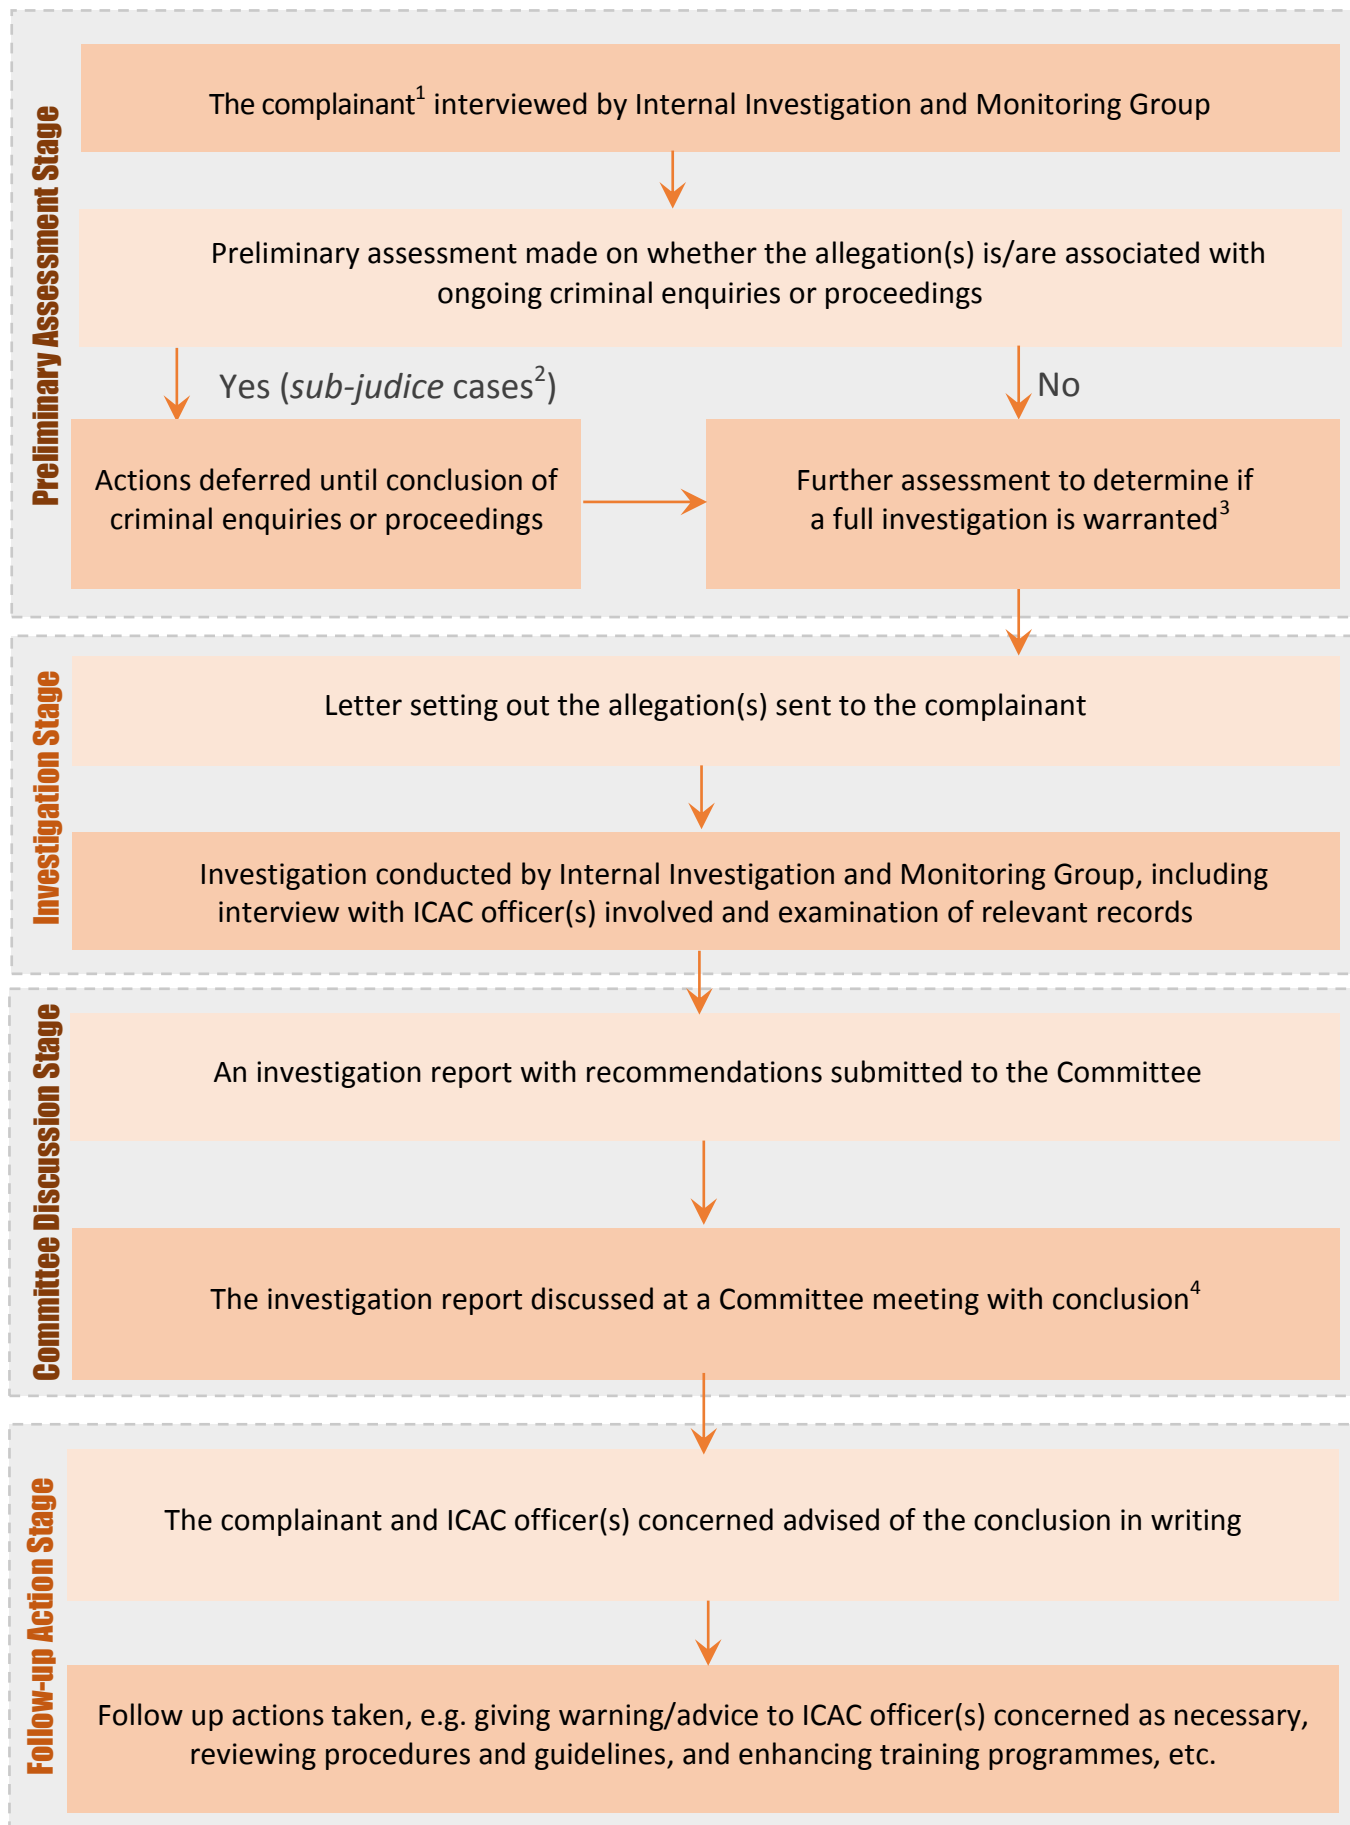 Preliminary Assessment Stage
The complainant¹ interviewed by Internal Investigation and Monitoring Group
Preliminary assessment made on whether the allegation(s) is/are associated with
ongoing criminal enquiries or proceedings
Yes (sub-judice cases²)
No
Actions deferred until conclusion of
criminal enquiries or proceedings
Further assessment to determine if
a full investigation is warranted³
Investigation Stage
Letter setting out the allegation(s) sent to the complainant
Investigation conducted by Internal Investigation and Monitoring Group, including
interview with ICAC officer(s) involved and examination of relevant records
Committee Discussion Stage
An investigation report with recommendations submitted to the Committee
The investigation report discussed at a Committee meeting with conclusion⁴
Follow-up Action Stage
The complainant and ICAC officer(s) concerned advised of the conclusion in writing
Follow up actions taken, e.g. giving warning/advice to ICAC officer(s) concerned as necessary,
reviewing procedures and guidelines, and enhancing training programmes, etc.